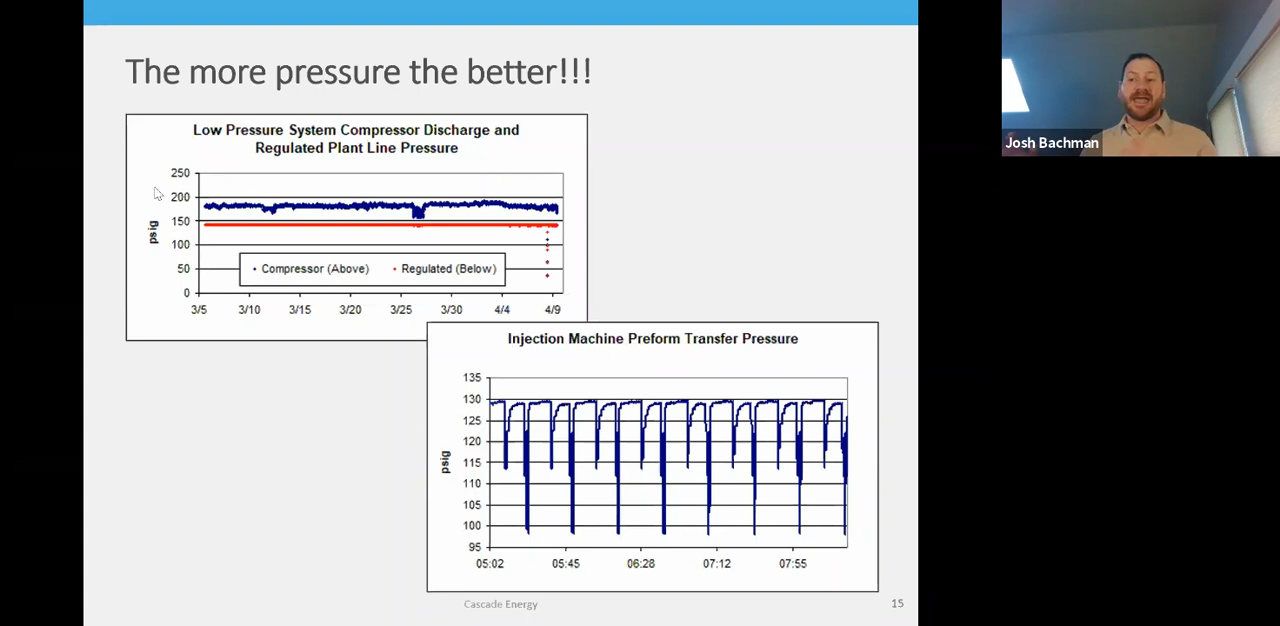 The more pressure the better!!!
Josh Bachman
Low Pressure System Compressor Discharge and
Regulated Plant Line Pressure
250
200
150
100
50
0
psig
Compressor (Above) Regulated (Below)
3/5 3/10 3/15 3/20 3/25 3/30 4/4 4/9
Injection Machine Preform Transfer Pressure
135
130
125
120
115
110
105
100
95
psig
05:02 05:45 06:28 07:12 07:55
Cascade Energy
15